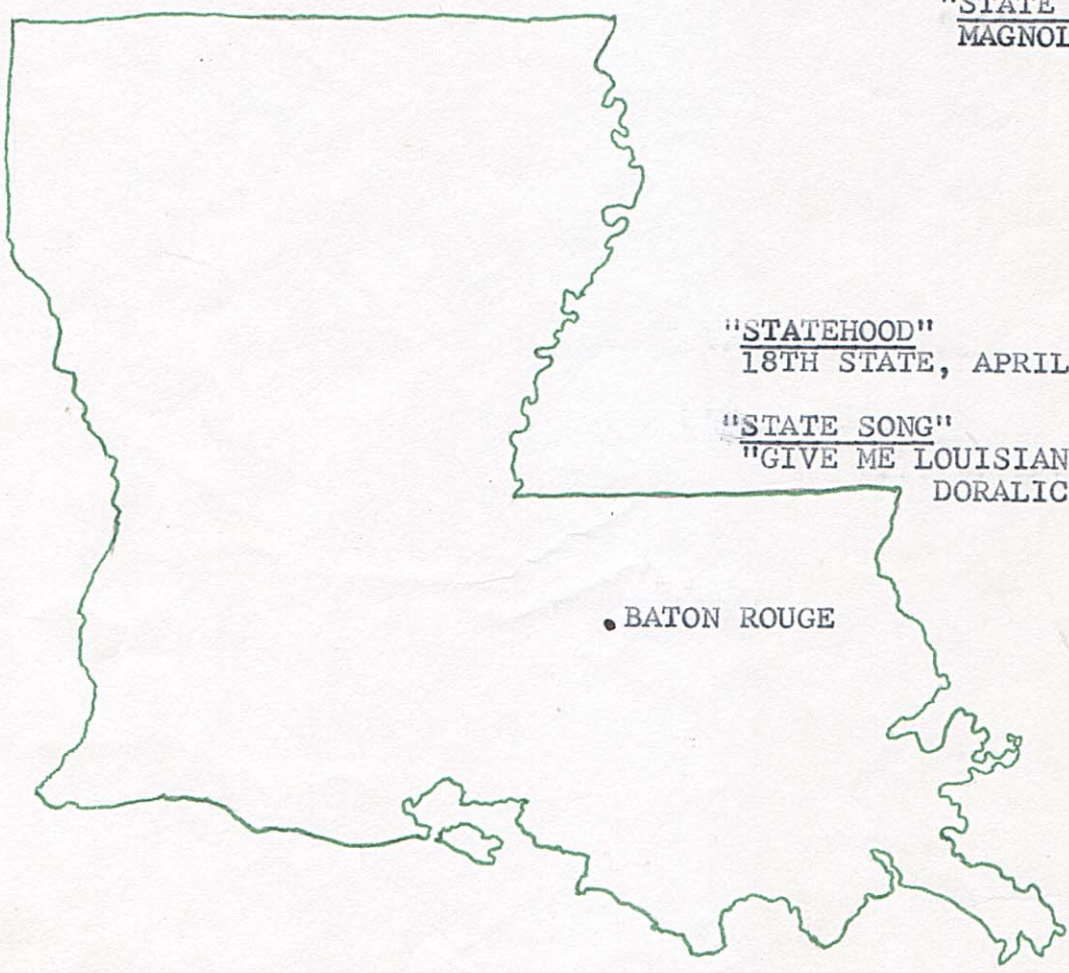 "STATE
MAGNOL
"STATEHOOD"
18TH STATE, APRIL
"STATE SONG"
"GIVE ME LOUISIAN
DORALIC
.BATON ROUGE